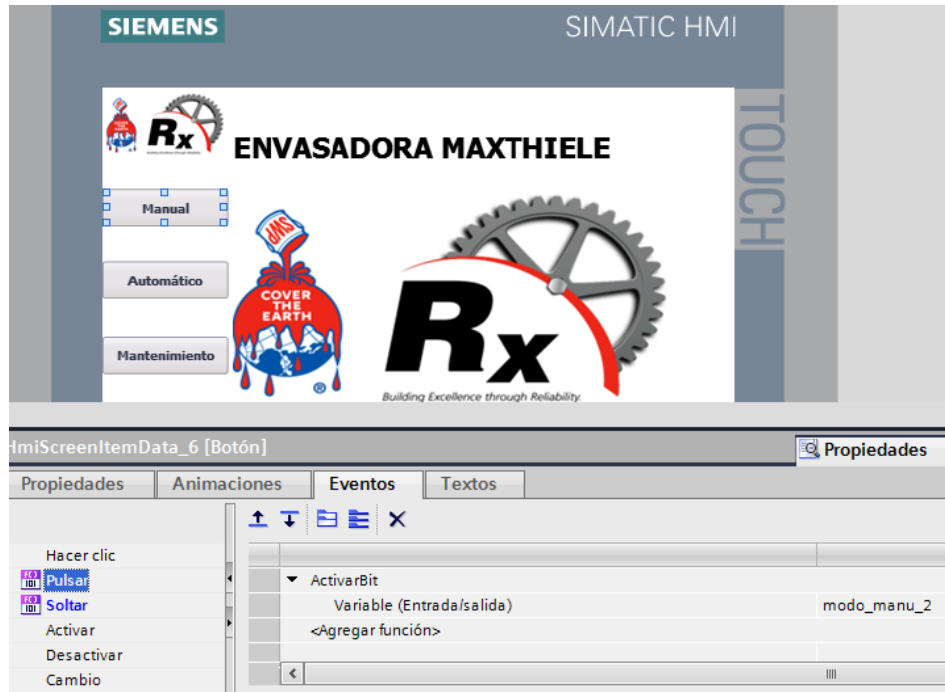 SIEMENS
SIMATIC HMI
TOUCH
Rx
ENVASADORA MAXTHIELE
Manual
Automático
Mantenimiento
SWP
COVER
THE
EARTH
Rx
Building Excellence through Reliability.
HmiScreenItemData_6 [Botón]
Propiedades
Propiedades
Animaciones
Eventos
Textos
Hacer clic
Pulsar
Soltar
Activar
Desactivar
Cambio
ActivarBit
Variable (Entrada/salida)
modo_manu_2
<Agregar función>